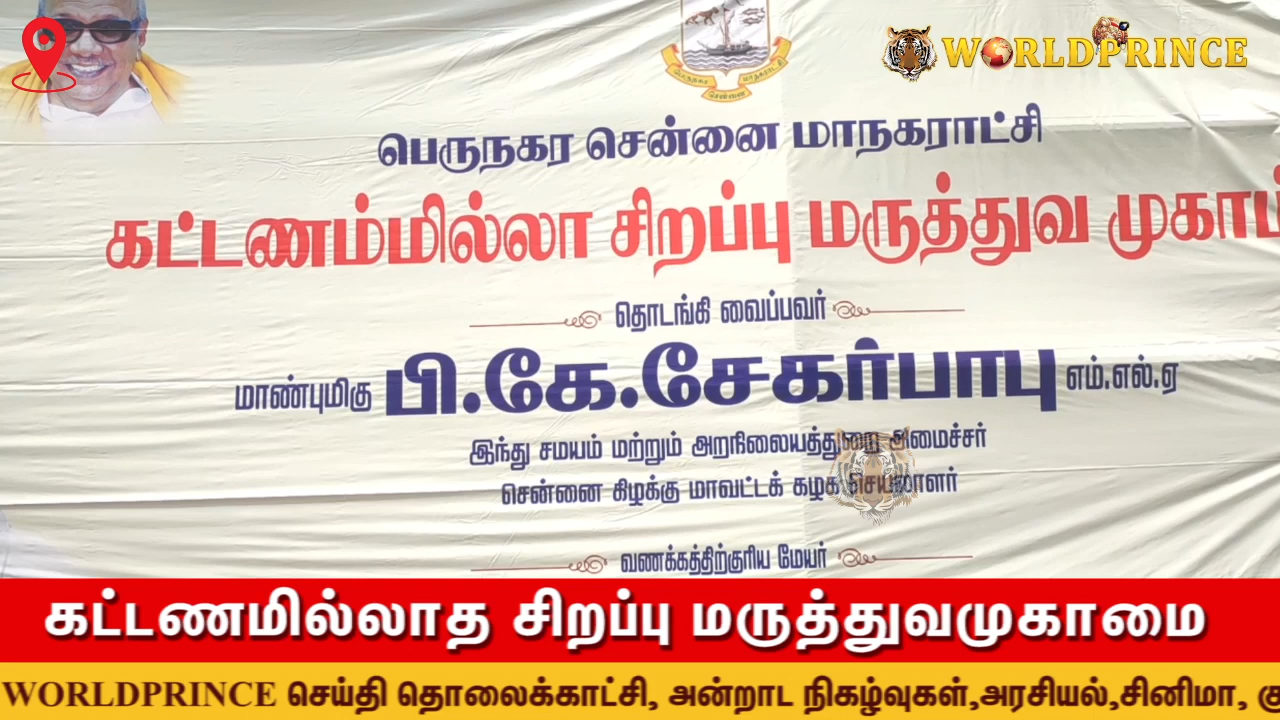 WORLDPRINCE
பெருநகர சென்னை மாநகராட்சி
பெருநகர சென்னை மாநகராட்சி
கட்டணம்மில்லா சிறப்பு மருத்துவ
தொடங்கி வைப்பவர்
மாண்புமிகு பி.கே.சேகர்பாபு எம்.எல்.ஏ
இந்து சமயம் மற்றும் அறநிலையத்துறை அமைச்சர்
சென்னை கிழக்கு மாவட்டக் கழக செயலாளர்
வணக்கத்திற்குரிய மேயர்
கட்டணமில்லாத சிறப்பு மருத்துவமுகாமை
WORLDPRINCE செய்தி தொலைக்காட்சி, அன்றாட நிகழ்வுகள்,அரசியல்,சினிமா,